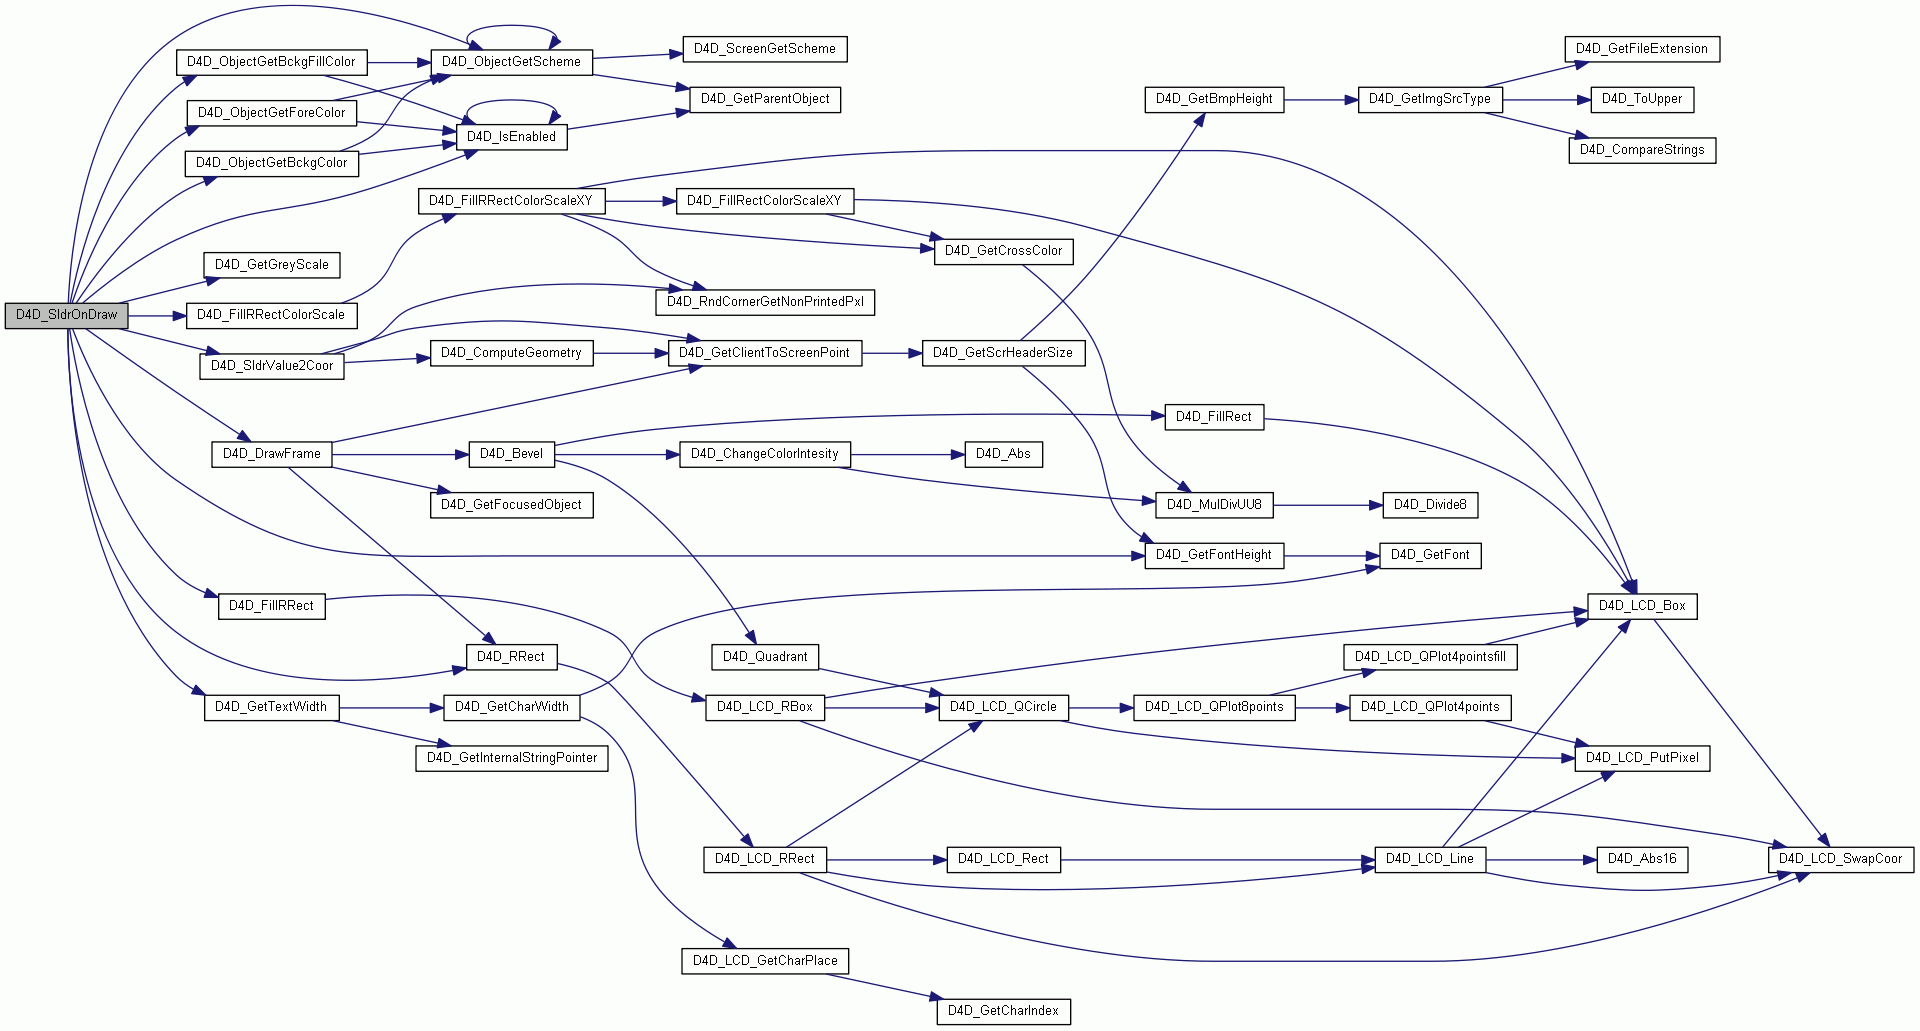 D4D_SldrOnDraw
D4D_ObjectGetBckgFillColor
D4D_ObjectGetForeColor
D4D_ObjectGetBckgColor
D4D_GetGreyScale
D4D_FillRRectColorScale
D4D_SldrValue2Coor
D4D_DrawFrame
D4D_FillRRect
D4D_GetTextWidth
D4D_ObjectGetScheme
D4D_IsEnabled
D4D_FillRRectColorScaleXY
D4D_ComputeGeometry
D4D_Bevel
D4D_GetFocusedObject
D4D_RRect
D4D_GetCharWidth
D4D_GetInternalStringPointer
D4D_ScreenGetScheme
D4D_GetParentObject
D4D_FillRectColorScaleXY
D4D_RndCornerGetNonPrintedPxl
D4D_GetClientToScreenPoint
D4D_ChangeColorIntesity
D4D_Quadrant
D4D_LCD_RBox
D4D_LCD_RRect
D4D_LCD_GetCharPlace
D4D_GetCrossColor
D4D_GetScrHeaderSize
D4D_Abs
D4D_LCD_QCircle
D4D_LCD_Rect
D4D_GetCharIndex
D4D_GetBmpHeight
D4D_FillRect
D4D_MulDivUU8
D4D_GetFontHeight
D4D_LCD_QPlot8points
D4D_GetImgSrcType
D4D_Divide8
D4D_GetFont
D4D_LCD_QPlot4pointsfill
D4D_LCD_QPlot4points
D4D_LCD_Line
D4D_GetFileExtension
D4D_ToUpper
D4D_CompareStrings
D4D_LCD_Box
D4D_LCD_PutPixel
D4D_Abs16
D4D_LCD_SwapCoor